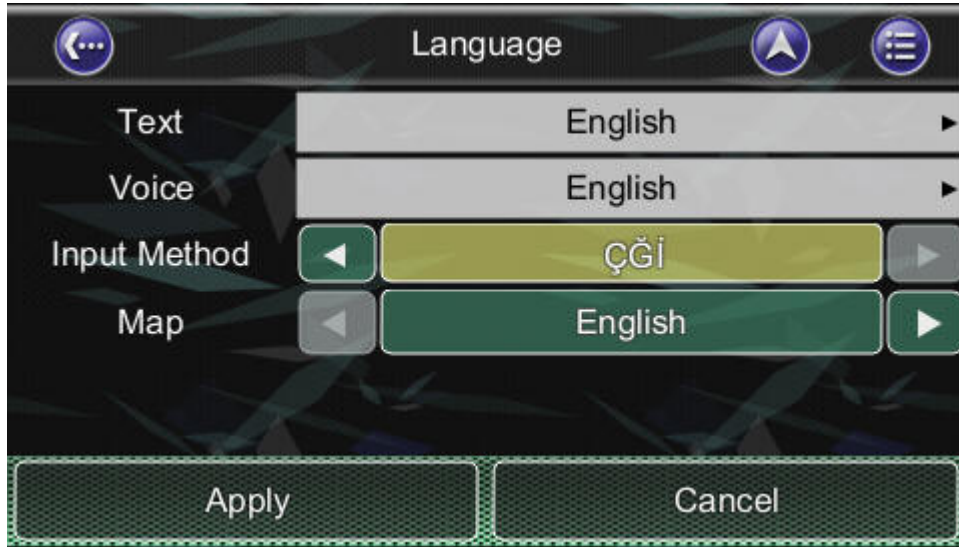 Language
Text English
Voice English
Input Method ÇĞİ
Map English
Apply Cancel